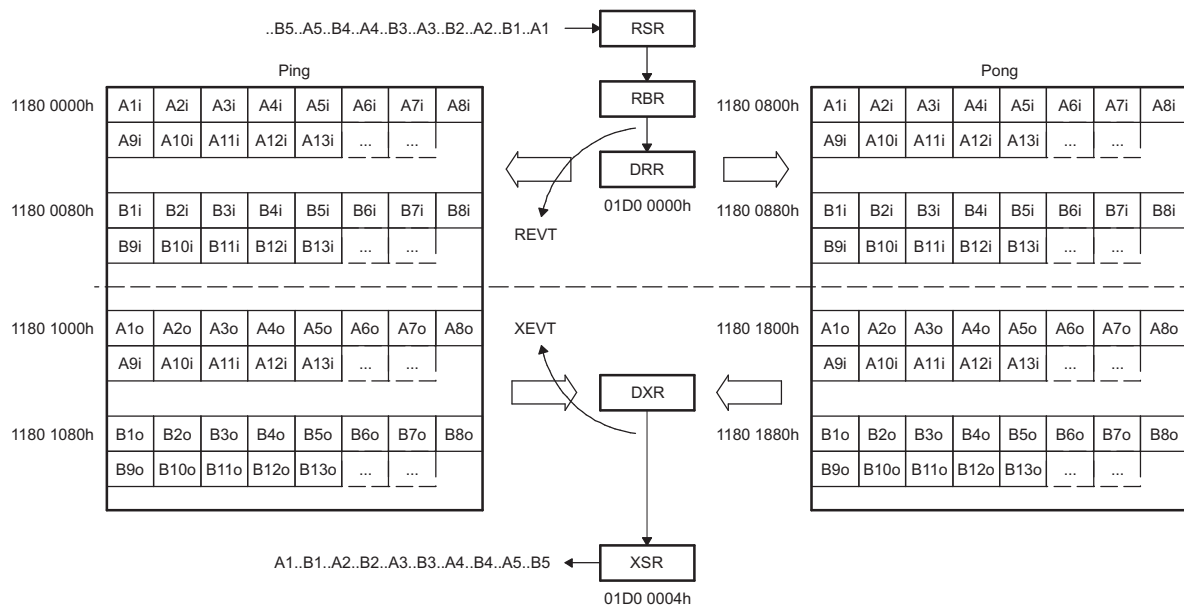 ..B5..A5..B4..A4..B3..A3..B2..A2..B1..A1
RSR
Ping
Pong
RBR
1180 0000h
A1i A2i A3i A4i A5i A6i A7i A8i
A9i A10i A11i A12i A13i ... ...
1180 0080h
B1i B2i B3i B4i B5i B6i B7i B8i
B9i B10i B11i B12i B13i ... ...
DRR
01D0 0000h
REVT
1180 0800h
A1i A2i A3i A4i A5i A6i A7i A8i
A9i A10i A11i A12i A13i ... ...
1180 0880h
B1i B2i B3i B4i B5i B6i B7i B8i
B9i B10i B11i B12i B13i ... ...
1180 1000h
A1o A2o A3o A4o A5o A6o A7o A8o
A9i A10i A11i A12i A13i ... ...
1180 1080h
B1o B2o B3o B4o B5o B6o B7o B8o
B9o B10o B11o B12o B13o ... ...
XEVT
DXR
1180 1800h
A1o A2o A3o A4o A5o A6o A7o A8o
A9i A10i A11i A12i A13i ... ...
1180 1880h
B1o B2o B3o B4o B5o B6o B7o B8o
B9o B10o B11o B12o B13o ... ...
A1..B1..A2..B2..A3..B3..A4..B4..A5..B5
XSR
01D0 0004h